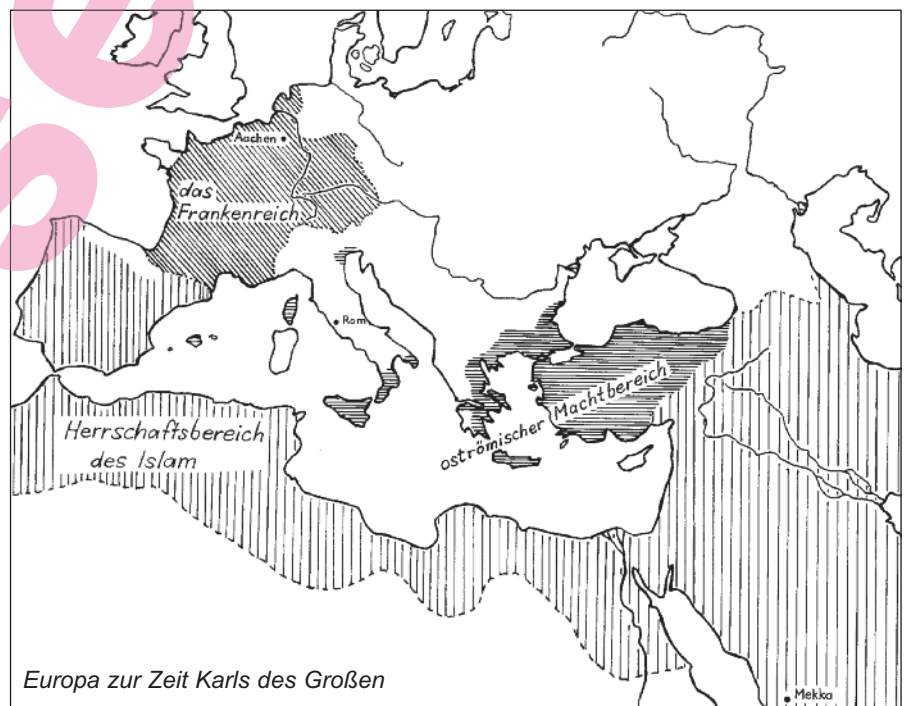 Aachen
das
Frankenreich
Rom
Herrschaftsbereich
des Islam
oströmischer Machtbereich
Mekka
Europa zur Zeit Karls des Großen